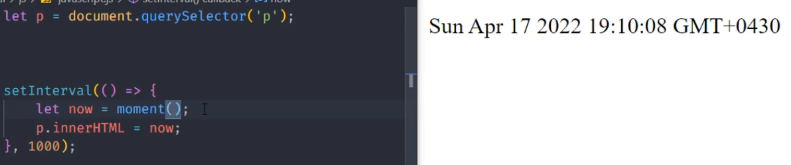 let p = document.querySelector('p');
setInterval(() => {
let now = moment();
p.innerHTML = now;
}, 1000);
Sun Apr 17 2022 19:10:08 GMT+0430